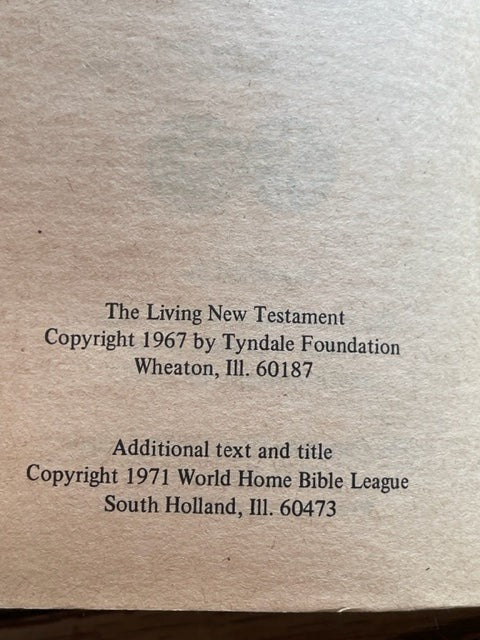 The Living New Testament
Copyright 1967 by Tyndale Foundation
Wheaton, Ill. 60187
Additional text and title
Copyright 1971 World Home Bible League
South Holland, Ill. 60473